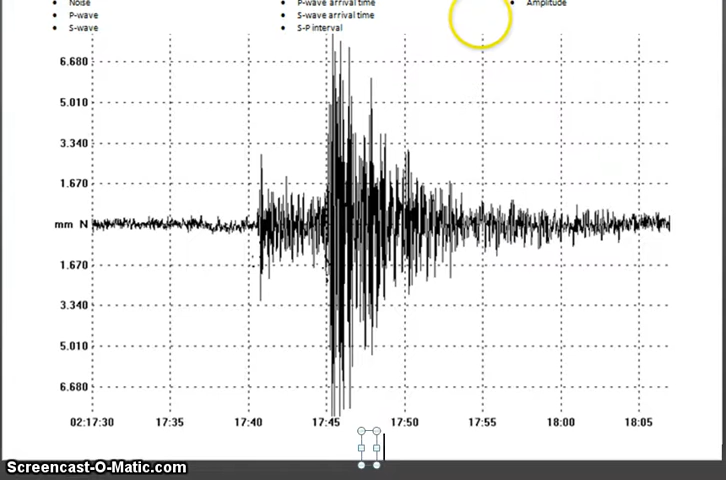 • Noise • P-wave arrival time • Amplitude
• P-wave • S-wave arrival time
• S-wave • S-P interval
6.680
5.010
3.340
1.670
mm N
1.670
3.340
5.010
6.680
02:17:30 17:35 17:40 17:45 17:50 17:55 18:00 18:05
Screencast-O-Matic.com